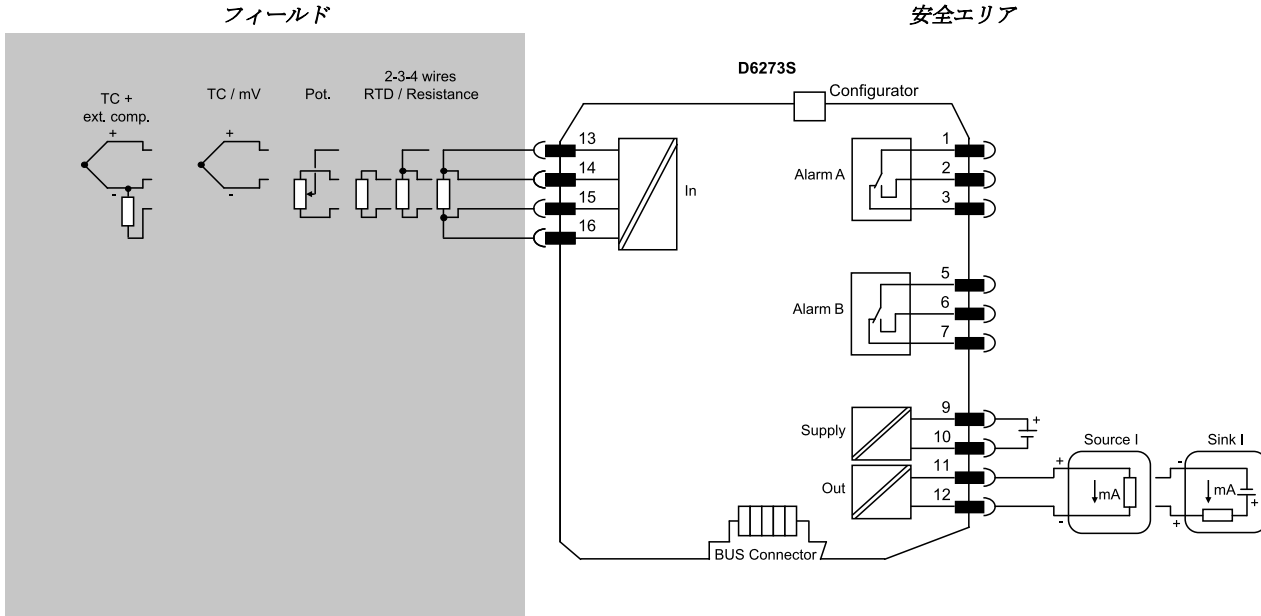 フィールド
安全エリア
D6273S
Configurator
TC +
ext. comp.
TC / mV
Pot.
2-3-4 wires
RTD / Resistance
+
-
+
-
13
14
15
16
In
Alarm A
1
2
3
Alarm B
5
6
7
Supply
9
10
+
Out
11
12
Source I
+
mA
-
Sink I
-
mA
+
+
BUS Connector